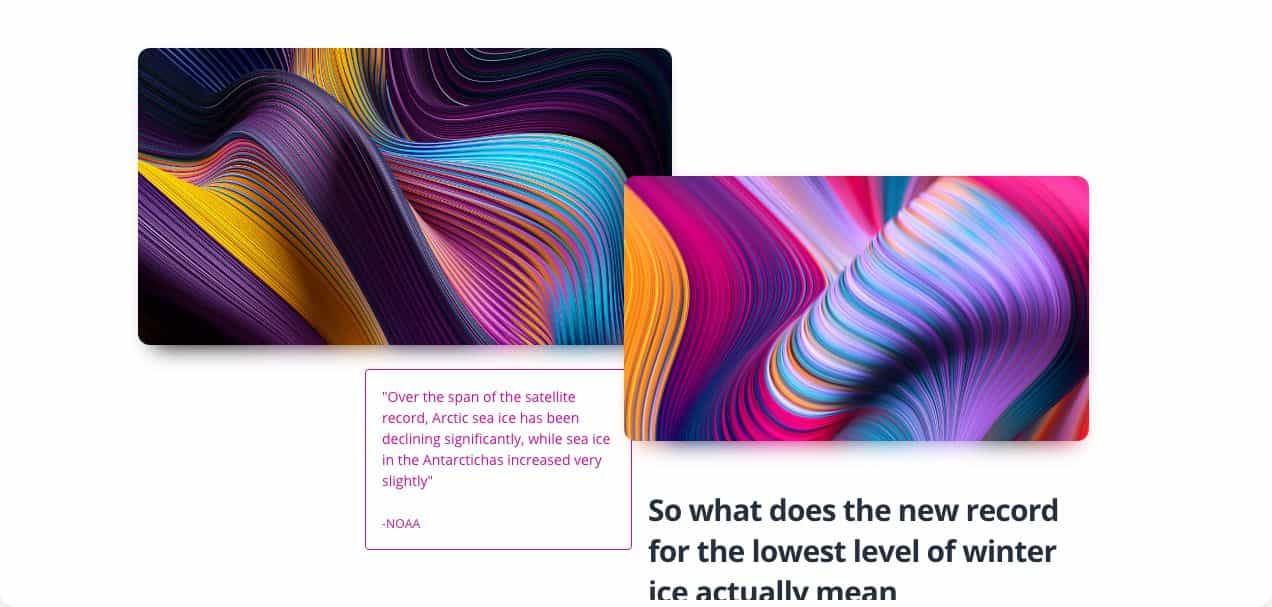 "Over the span of the satellite
record, Arctic sea ice has been
declining significantly, while sea ice
in the Antarctichas increased very
slightly"
-NOAA
So what does the new record
for the lowest level of winter
ice actually mean